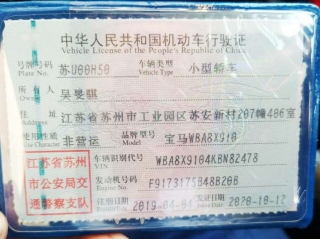 中华人民共和国机动车行驶证
Vehicle License of the People's Republic of China
号牌号码 苏U00H50 车辆类型 小型轿车
Plate No. Vehicle Type
所有人 吴旻骐
Owner
住址 江苏省苏州市工业园区苏安新村207幢406室
Address
使用性质 非营运 品牌型号 宝马WBA8X910
Use Character Model
江苏省苏州市公安局交通警察支队
车辆识别代号 WBA8X9104KBN82478
VIN
发动机号码 F9173175B48B20B
Engine No.
注册日期 2019-04-04 发证日期 2020-10-12
Register Date Issue Date